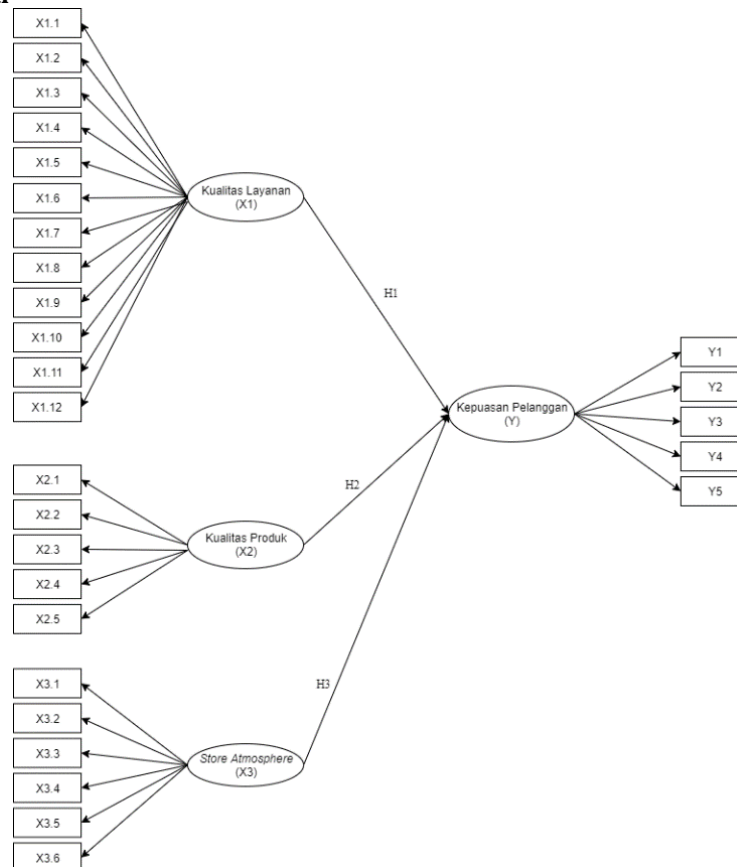 X1.1
X1.2
X1.3
X1.4
X1.5
X1.6
X1.7
X1.8
X1.9
X1.10
X1.11
X1.12
Kualitas Layanan
(X1)
H1
Y1
Y2
Y3
Y4
Y5
Kepuasan Pelanggan
(Y)
X2.1
X2.2
X2.3
X2.4
X2.5
Kualitas Produk
(X2)
H2
X3.1
X3.2
X3.3
X3.4
X3.5
X3.6
Store Atmosphere
(X3)
H3